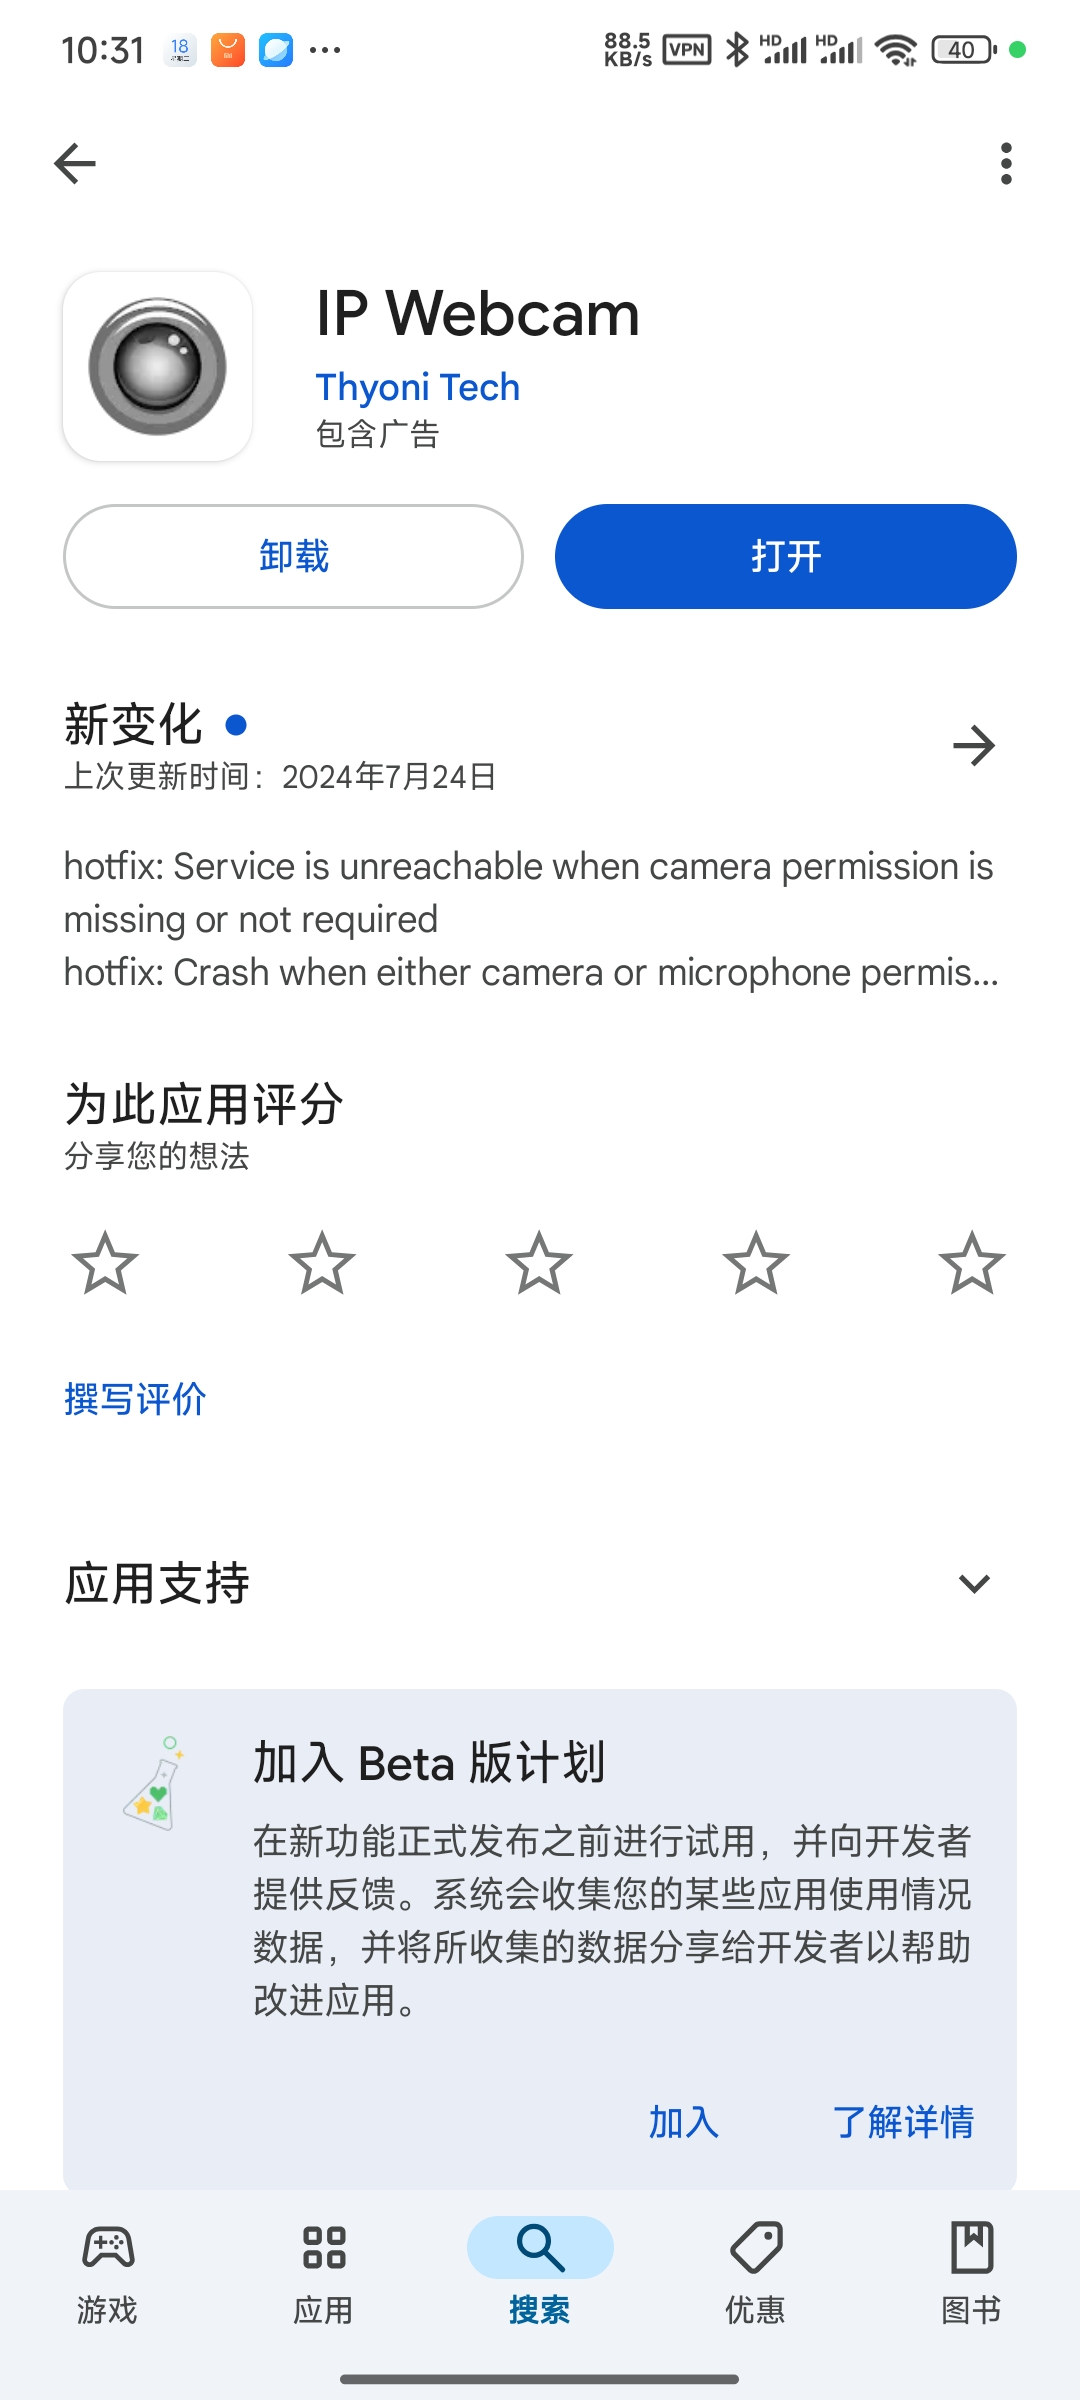 10:31
18
88.5 KB/s
VPN
HD
HD
40
IP Webcam
Thyoni Tech
包含广告
卸载
打开
新变化
上次更新时间：2024年7月24日
hotfix: Service is unreachable when camera permission is
missing or not required
hotfix: Crash when either camera or microphone permis...
为此应用评分
分享您的想法
撰写评价
应用支持
加入 Beta 版计划
在新功能正式发布之前进行试用，并向开发者
提供反馈。系统会收集您的某些应用使用情况
数据，并将所收集的数据分享给开发者以帮助
改进应用。
加入
了解详情
游戏
应用
搜索
优惠
图书